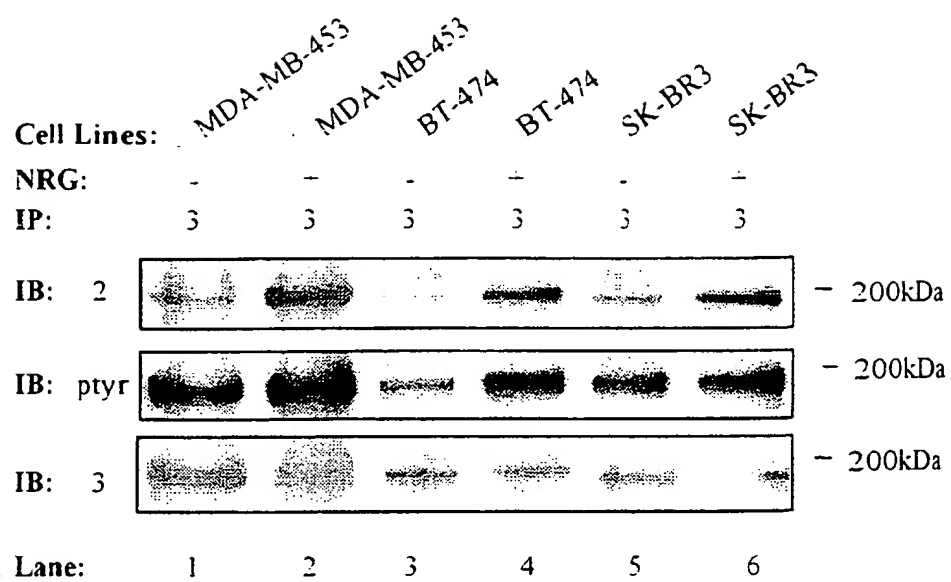 MDA-MB-453 MDA-MB-453 BT-474 BT-474 SK-BR3 SK-BR3
Cell Lines:
NRG: - + - + - +
IP: 3 3 3 3 3 3
IB: 2 - 200kDa
IB: ptyr - 200kDa
IB: 3 - 200kDa
Lane: 1 2 3 4 5 6